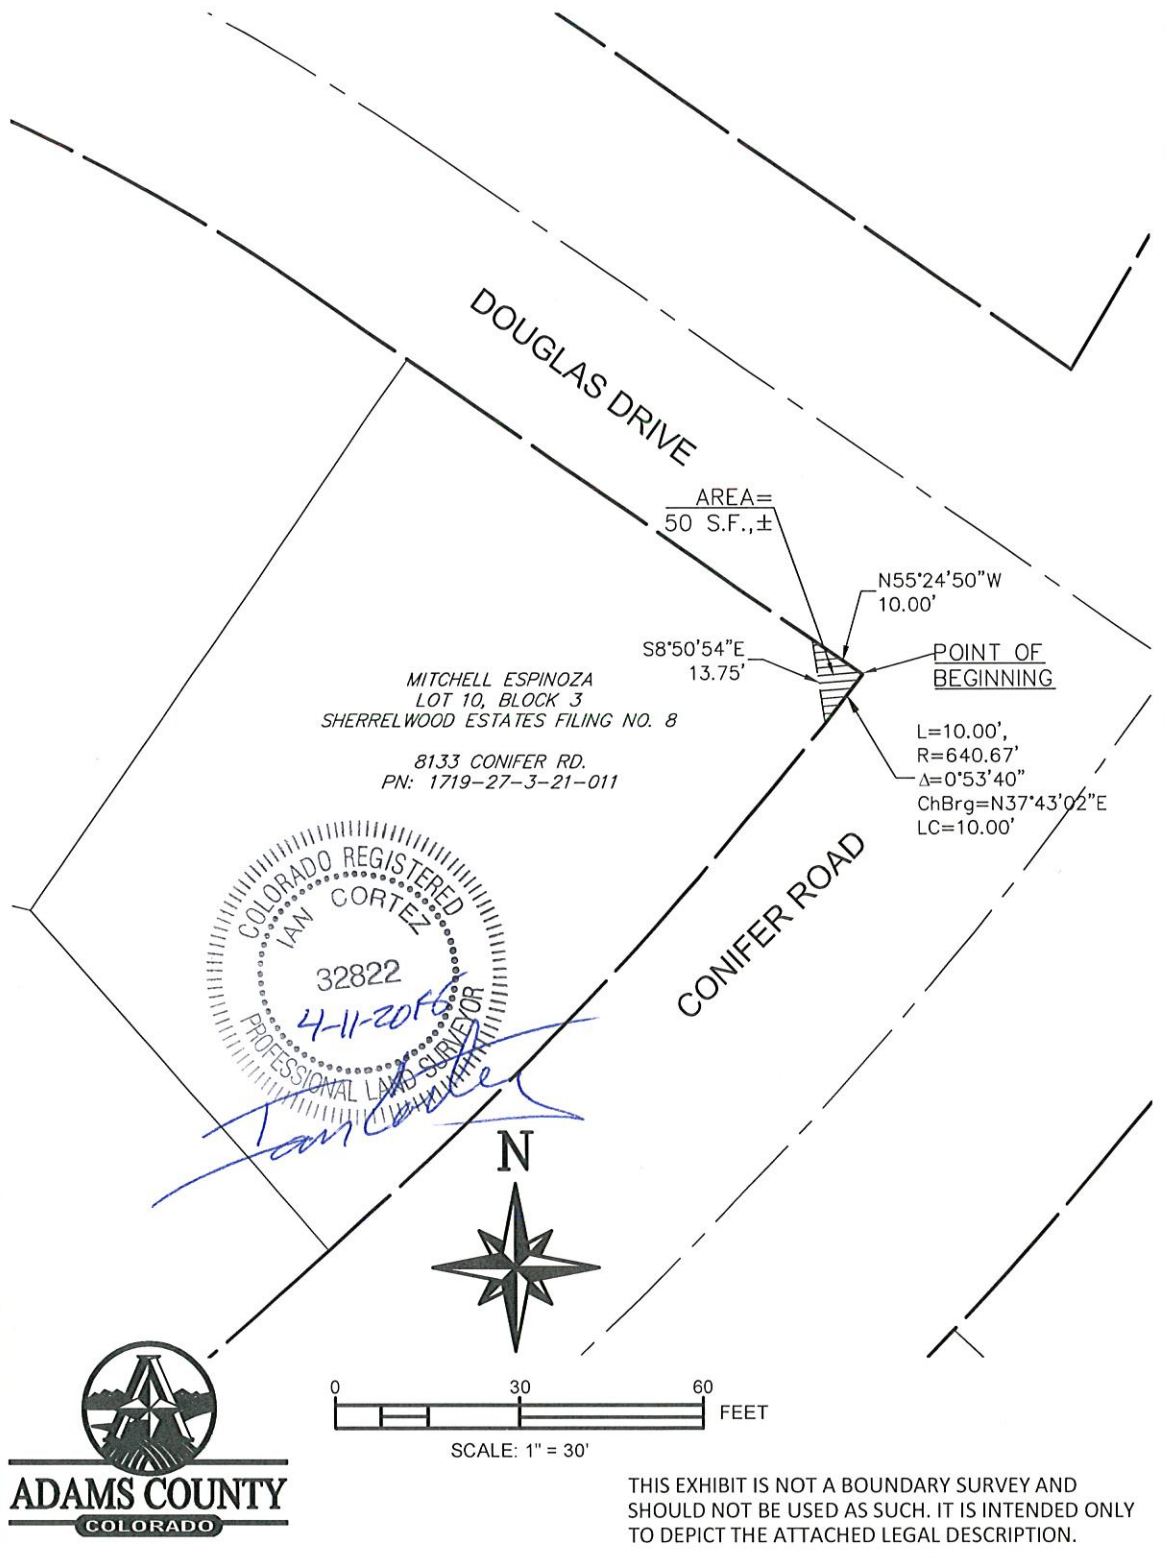 DOUGLAS DRIVE
AREA=
50 S.F.,±
N55°24'50"W
10.00'
S8°50'54"E
13.75'
POINT OF
BEGINNING
MITCHELL ESPINOZA
LOT 10, BLOCK 3
SHERRELWOOD ESTATES FILING NO. 8
8133 CONIFER RD.
PN: 1719-27-3-21-011
L=10.00',
R=640.67'
Δ=0°53'40"
ChBrg=N37°43'02"E
LC=10.00'
CONIFER ROAD
COLORADO REGISTERED
IAN CORTEZ
32822
PROFESSIONAL LAND SURVEYOR
Ian Cortez
N
0 30 60
FEET
SCALE: 1" = 30'
ADAMS COUNTY
COLORADO
THIS EXHIBIT IS NOT A BOUNDARY SURVEY AND
SHOULD NOT BE USED AS SUCH. IT IS INTENDED ONLY
TO DEPICT THE ATTACHED LEGAL DESCRIPTION.